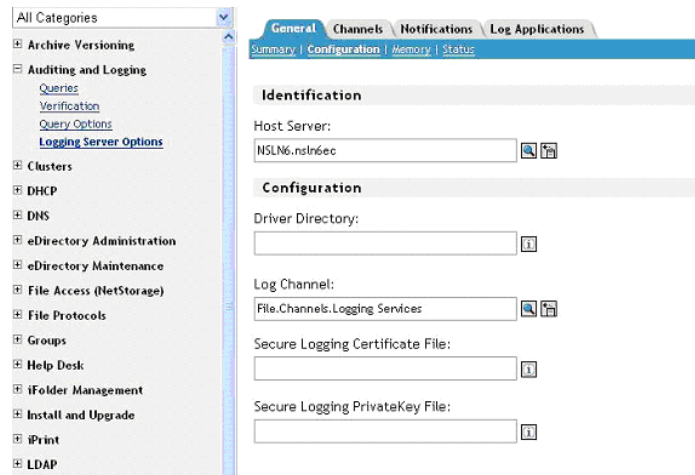 All Categories
Archive Versioning
Auditing and Logging
Queries
Verification
Query Options
Logging Server Options
Clusters
DHCP
DNS
eDirectory Administration
eDirectory Maintenance
File Access (NetStorage)
File Protocols
Groups
Help Desk
iFolder Management
Install and Upgrade
iPrint
LDAP
General Channels Notifications Log Applications
Summary | Configuration | Memory | Status
Identification
Host Server:
NSLN6.nsln6ec
Configuration
Driver Directory:
Log Channel:
File.Channels.Logging Services
Secure Logging Certificate File:
Secure Logging PrivateKey File: